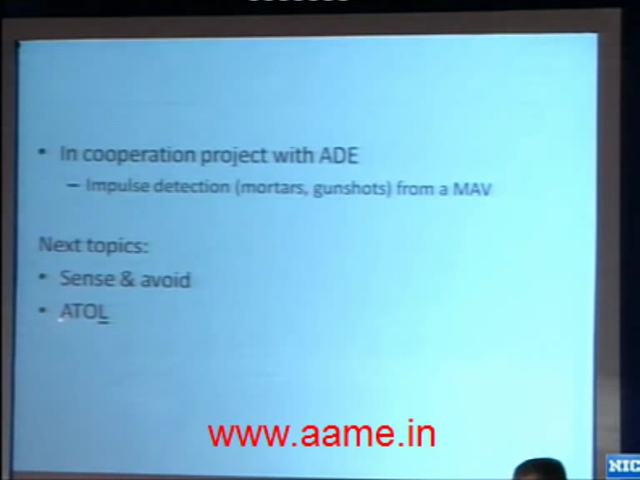 • In cooperation project with ADE
– Impulse detection (mortars, gunshots) from a MAV
Next topics:
• Sense & avoid
• ATOL
www.aame.in
NIC